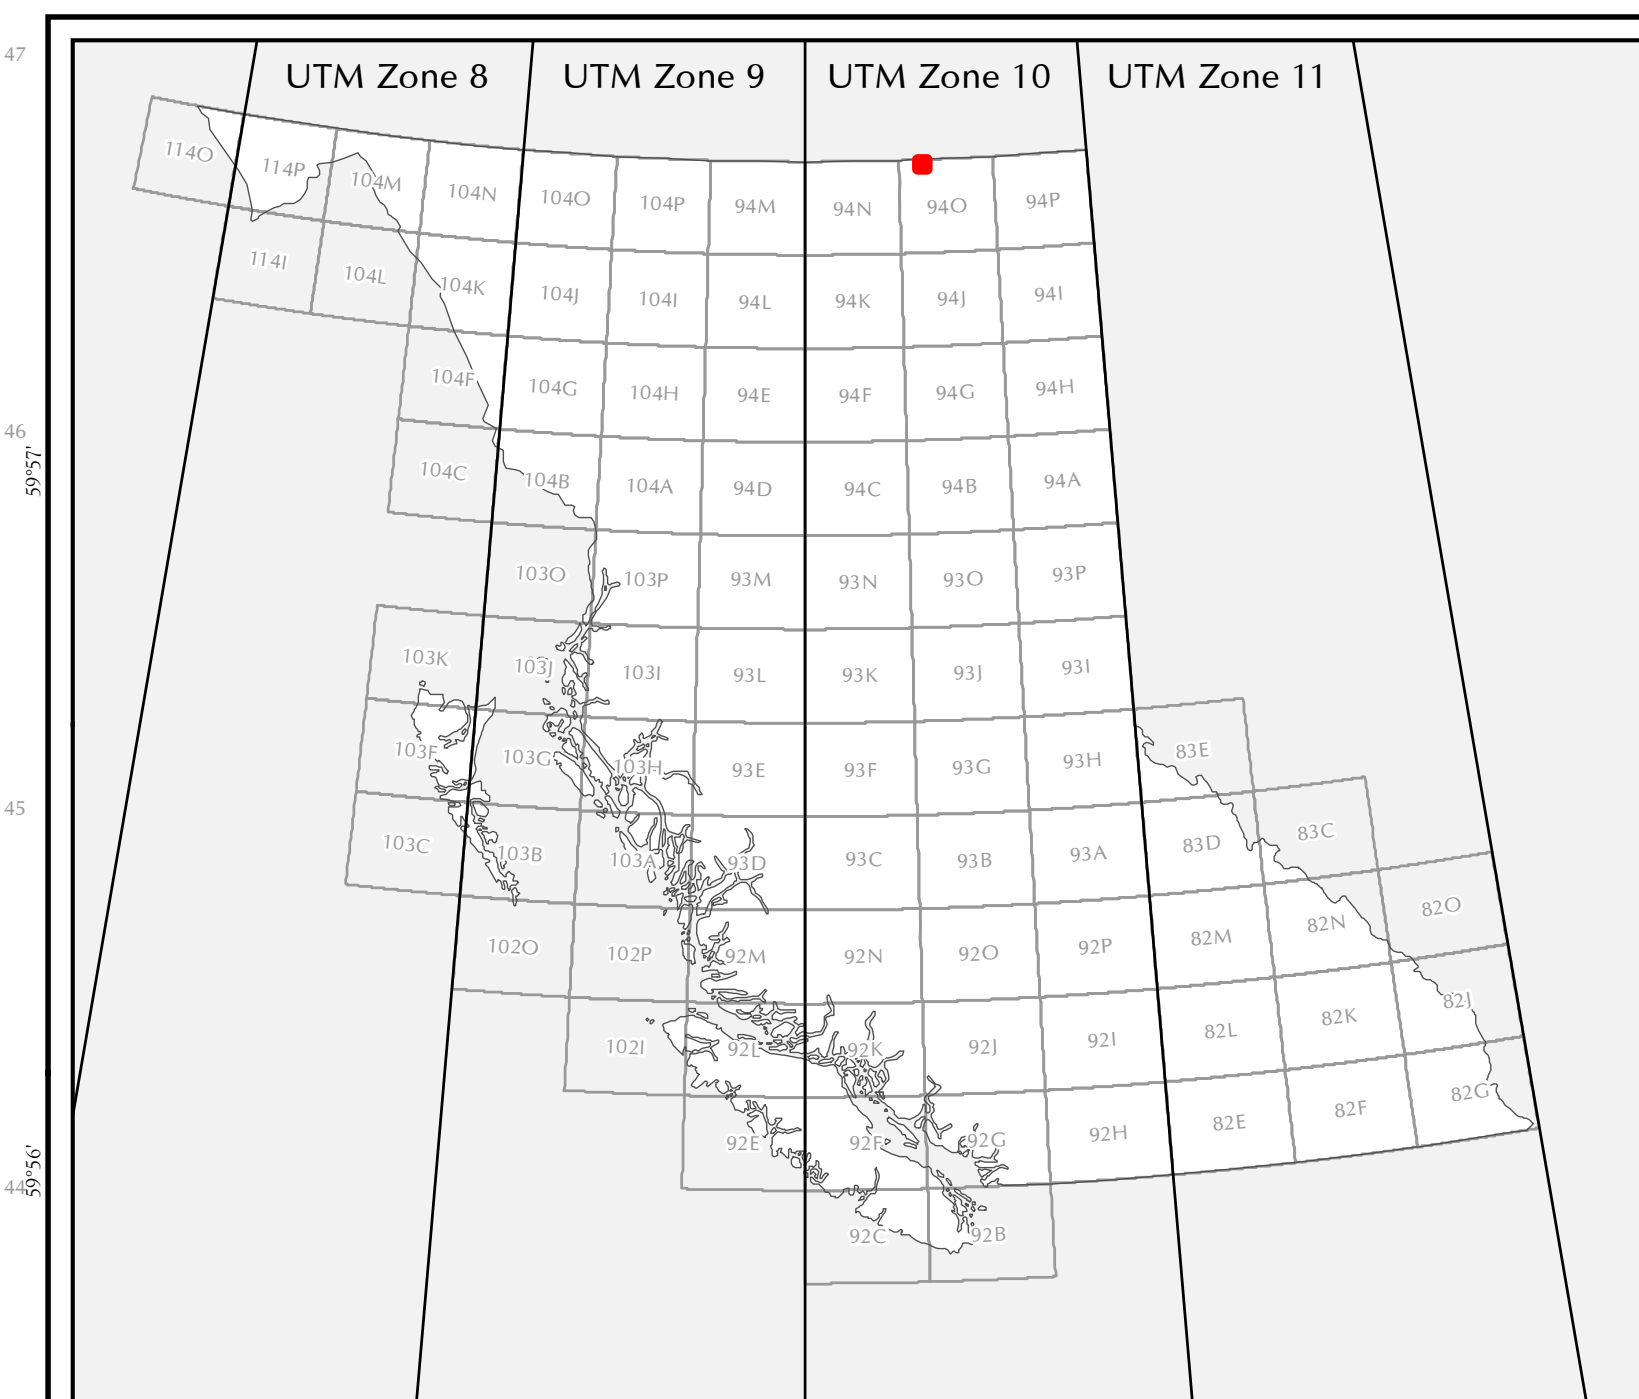 47
UTM Zone 8 UTM Zone 9 UTM Zone 10 UTM Zone 11
114O 114P 104M 104N 104O 104P 94M 94N 94O 94P
114I 104L 104K 104J 104I 94L 94K 94J 94I
104F 104G 104H 94E 94F 94G 94H
46
59°57'
104C 104B 104A 94D 94C 94B 94A
103O 103P 93M 93N 93O 93P
103K 103J 103I 93L 93K 93J 93I
103F 103G 103H 93E 93F 93G 93H 83E
45
103C 103B 103A 93D 93C 93B 93A 83D 83C
102O 102P 92M 92N 92O 92P 82M 82N 82O
102I 92L 92K 92J 92I 82L 82K 82J
92E 92F 92G 92H 82E 82F 82G
44
59°56'
92C 92B